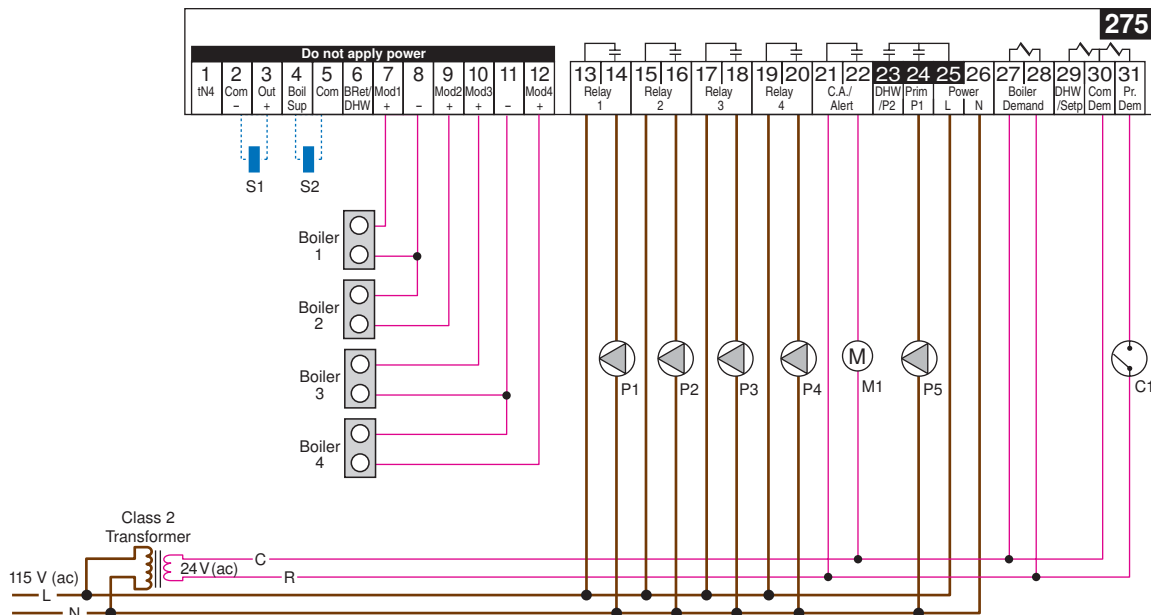 275
Do not apply power
1 2 3 4 5 6 7 8 9 10 11 12 13 14 15 16 17 18 19 20 21 22 23 24 25 26 27 28 29 30 31
tN4 Com Out Boil Com BRet/ Mod1 – Mod2 Mod3 – Mod4 Relay Relay Relay Relay C.A./ DHW Prim Power Boiler DHW Com Pr.
– + Sup DHW + + + + 1 2 3 4 Alert /P2 P1 L N Demand /Setp Dem Dem
S1 S2
Boiler
1
Boiler
2
Boiler
3
Boiler
4
P1 P2 P3 P4 M M1 P5 C1
Class 2
Transformer
C
24V (ac)
R
115 V (ac)
L
N